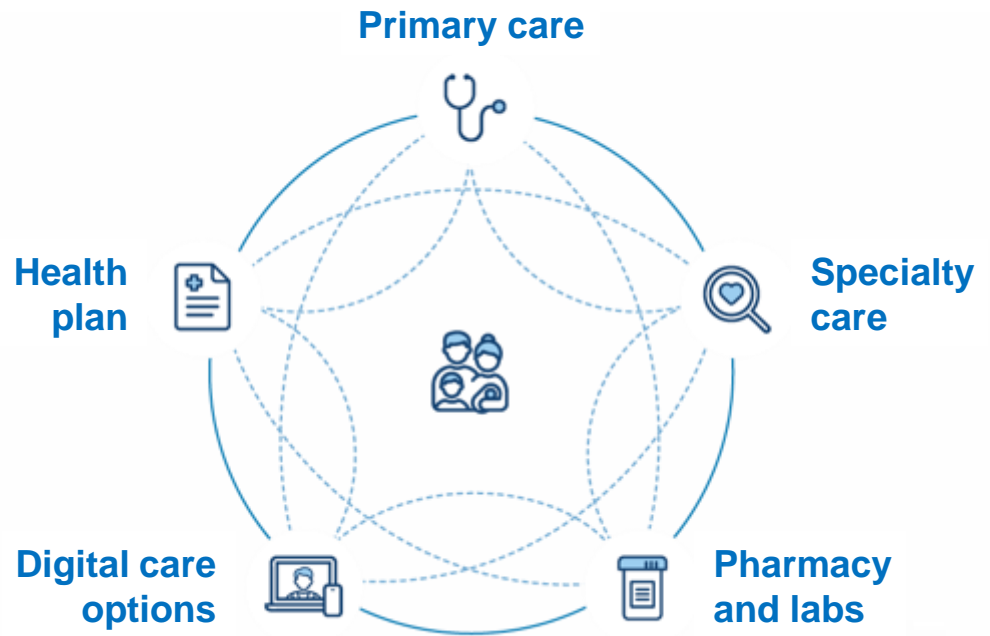 Primary care
Health
plan
Specialty
care
Digital care
options
Pharmacy
and labs